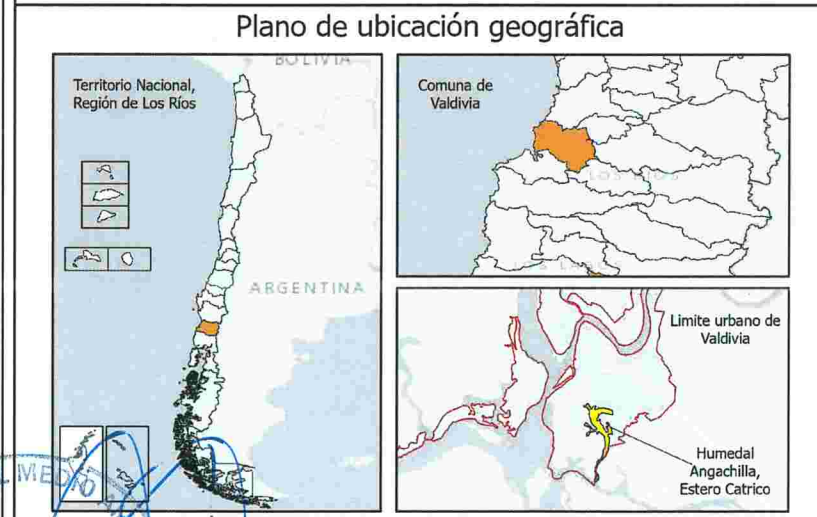 Plano de ubicación geográfica
BOLIVIA
Territorio Nacional,
Región de Los Ríos
ARGENTINA
Comuna de
Valdivia
LOS RÍOS
LOS LAGOS
Limite urbano de
Valdivia
Humedal
Angachilla,
Estero Catrico
MEDIO